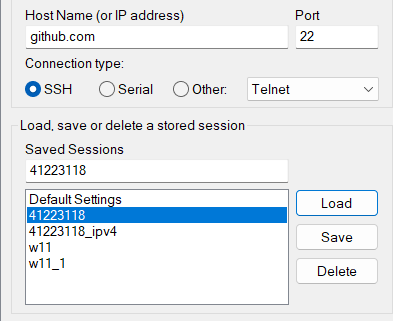 Host Name (or IP address) Port
github.com 22
Connection type:
SSH Serial Other: Telnet
Load, save or delete a stored session
Saved Sessions
41223118
Default Settings
41223118 Load
41223118_ipv4
w11 Save
w11_1
Delete